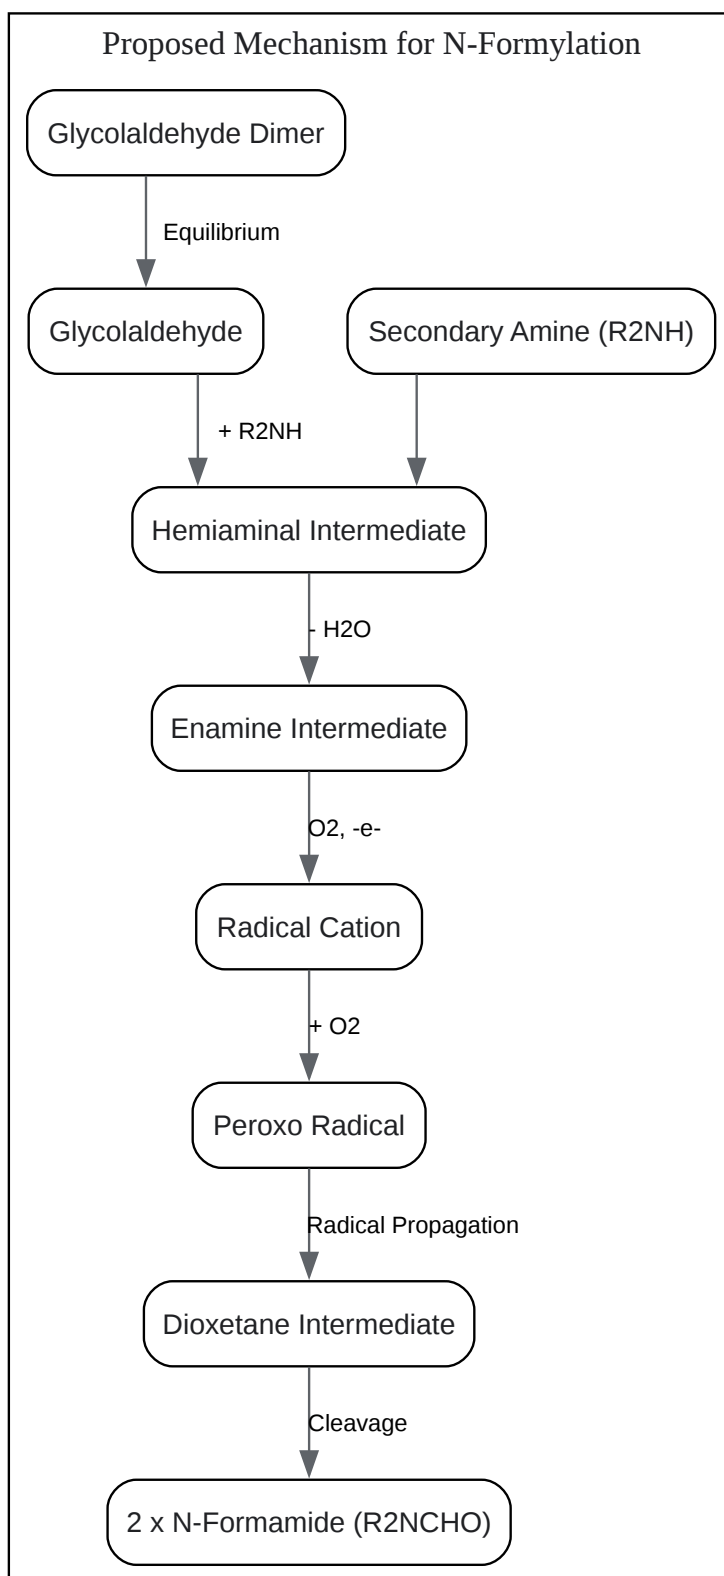 Proposed Mechanism for N-Formylation
Glycolaldehyde Dimer
Equilibrium
Glycolaldehyde
Secondary Amine (R2NH)
+ R2NH
Hemiaminal Intermediate
- H2O
Enamine Intermediate
O2, -e-
Radical Cation
+ O2
Peroxo Radical
Radical Propagation
Dioxetane Intermediate
Cleavage
2 x N-Formamide (R2NCHO)